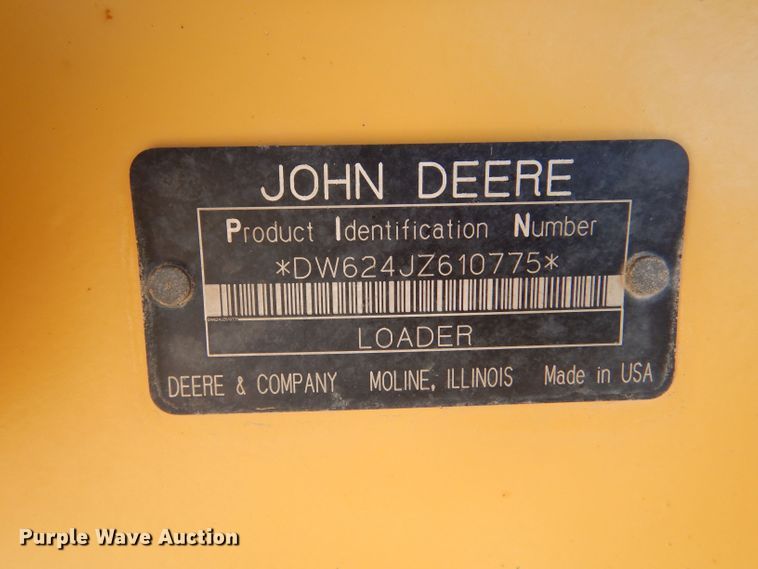 JOHN DEERE
Product Identification Number
*DW624JZ610775*
LOADER
DEERE & COMPANY MOLINE, ILLINOIS Made in USA
Purple Wave Auction